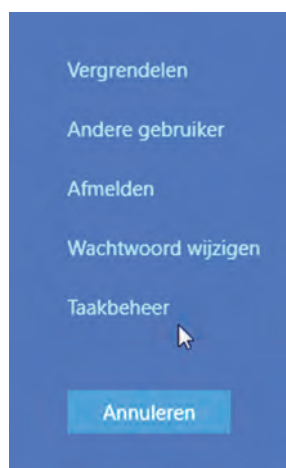 Vergrendelen
Andere gebruiker
Afmelden
Wachtwoord wijzigen
Taakbeheer
Annuleren